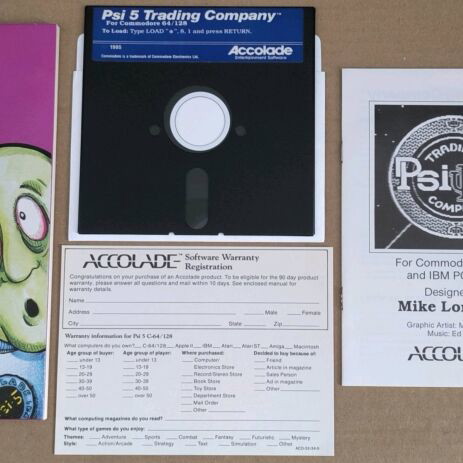 Psi 5 Trading Company™
For Commodore 64/128
To Load: Type LOAD "*", 8, 1 and press RETURN.
1985
Accolade
Entertainment Software
Commodore is a trademark of Commodore Electronics Ltd.
ACCOLADE™ Software Warranty
Registration
Congratulations on your purchase of an Accolade product. To be eligible for the 90 day product
warranty, please answer all questions and mail within 10 days. See enclosed manual for
warranty details.
Name
Address Male Female
City State Zip
Warranty Information for Psi 5 C-64/128
What computers do you own? C-64/128 Apple II IBM Atari Atari ST Amiga Macintosh
Age group of buyer: Age group of player: Where purchased: Decided to buy because of:
under 13 under 13 Computer Friend
13-19 13-19 Electronics Store Article in magazine
20-29 20-29 Record/Stereo Store Sales Person
30-39 30-39 Book Store Ad in magazine
40-50 40-50 Toy Store Other
over 50 over 50 Department Store
Mail Order
Other
What computing magazines do you read?
What type of games do you enjoy:
Themes: Adventure Sports Combat Fantasy Futuristic Mystery
Style: Action/Arcade Strategy Text Simulation Other
TRADING
Psi
COMP
For Commod
and IBM PC
Designe
Mike Lor
Graphic Artist: M
Music: Ed
ACCOL